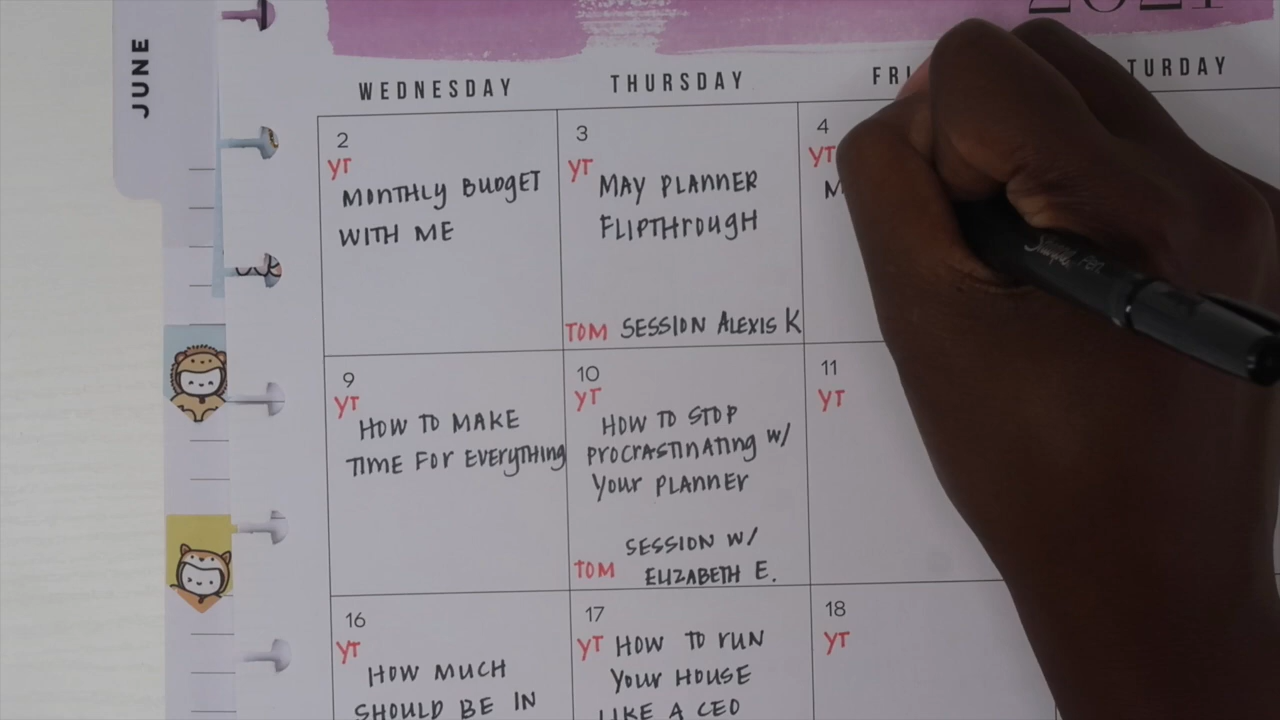 JUNE
2021
WEDNESDAY
THURSDAY
FRI
TURDAY
2
YT
MONTHLY BUDGET
WITH ME
3
YT
MAY PLANNER
FLIPTHROUGH
TOM SESSION ALEXIS K
4
YT
M
9
YT
HOW TO MAKE
TIME FOR EVERYTHING
10
YT
HOW TO STOP
PROCRASTINATING W/
YOUR PLANNER
SESSION W/
TOM ELIZABETH E.
11
YT
16
YT
HOW MUCH
SHOULD BE IN
17
YT HOW TO RUN
YOUR HOUSE
LIKE A CEO
18
YT
Sharpie PEN